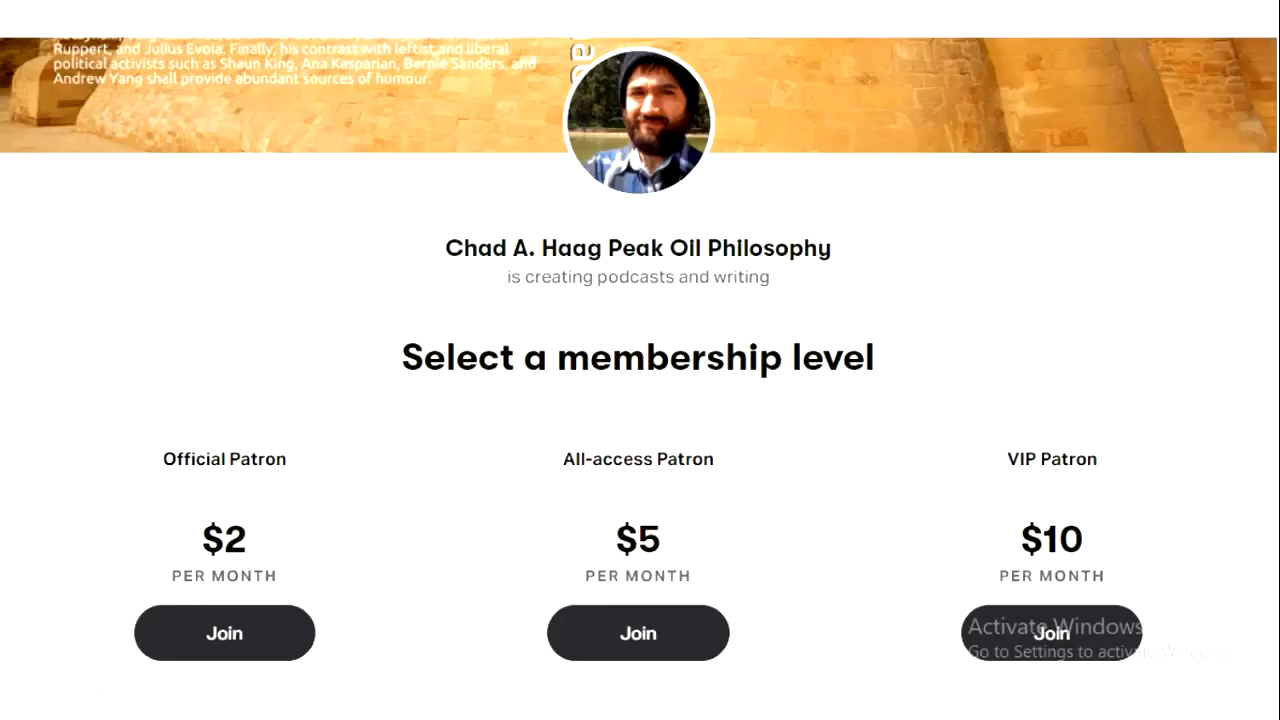 Ruppert, and Julius Evola. Finally, his contrast with leftist and liberal
political activists such as Shaun King, Ana Kasparian, Bernie Sanders, and
Andrew Yang shall provide abundant sources of humour.
Chad A. Haag Peak Oil Philosophy
is creating podcasts and writing
Select a membership level
Official Patron
All-access Patron
VIP Patron
$2
$5
$10
PER MONTH
PER MONTH
PER MONTH
Join
Join
Join
Activate Windows
Go to Settings to activate Windows.